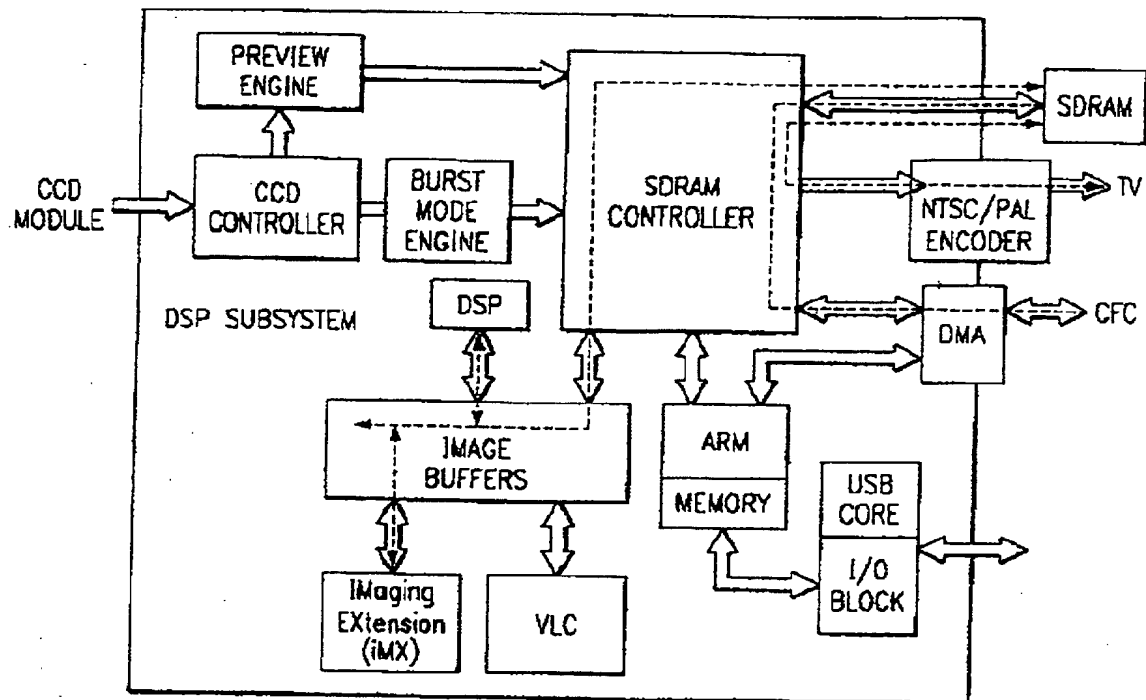 PREVIEW
ENGINE
SDRAM
CCD
MODULE
CCD
CONTROLLER
BURST
MODE
ENGINE
SDRAM
CONTROLLER
NTSC/PAL
ENCODER
TV
DSP SUBSYSTEM
DSP
DMA
CFC
IMAGE
BUFFERS
ARM
MEMORY
USB
CORE
I/O
BLOCK
IMaging
EXtension
(iMX)
VLC